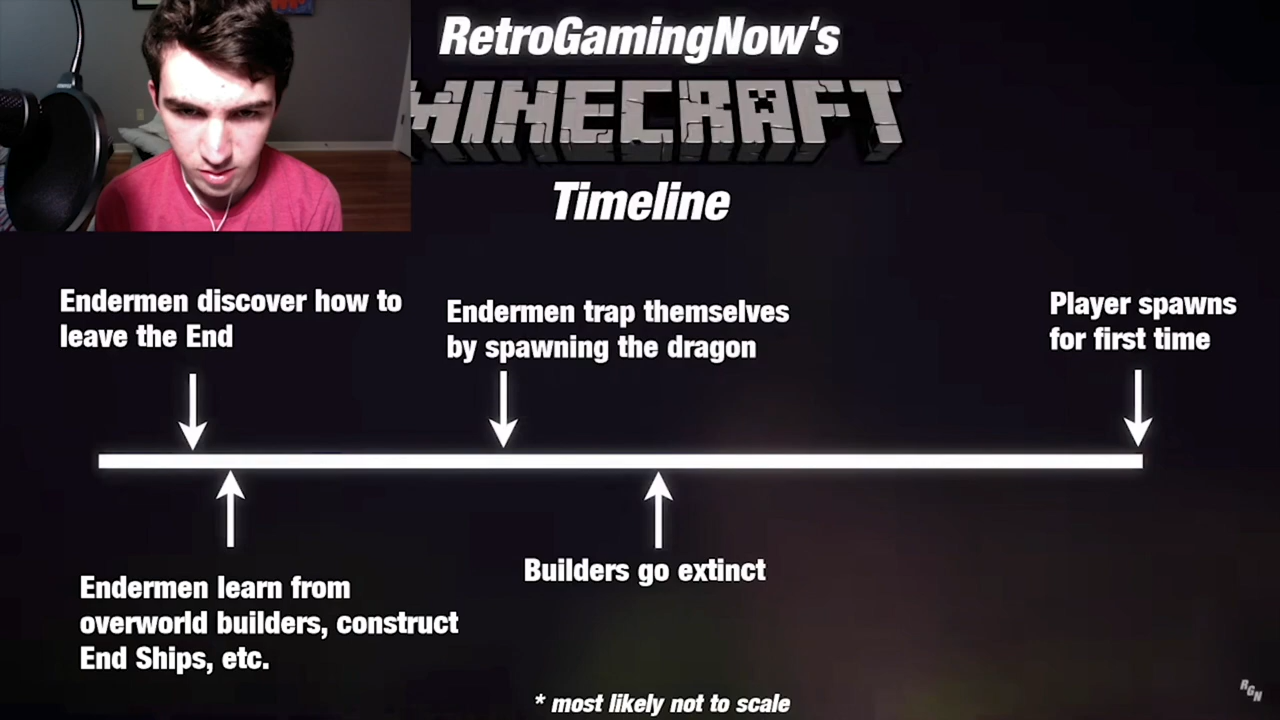 RetroGamingNow's
MINECRAFT
Timeline
Endermen discover how to
leave the End
Endermen trap themselves
by spawning the dragon
Player spawns
for first time
Endermen learn from
overworld builders, construct
End Ships, etc.
Builders go extinct
* most likely not to scale
RGN